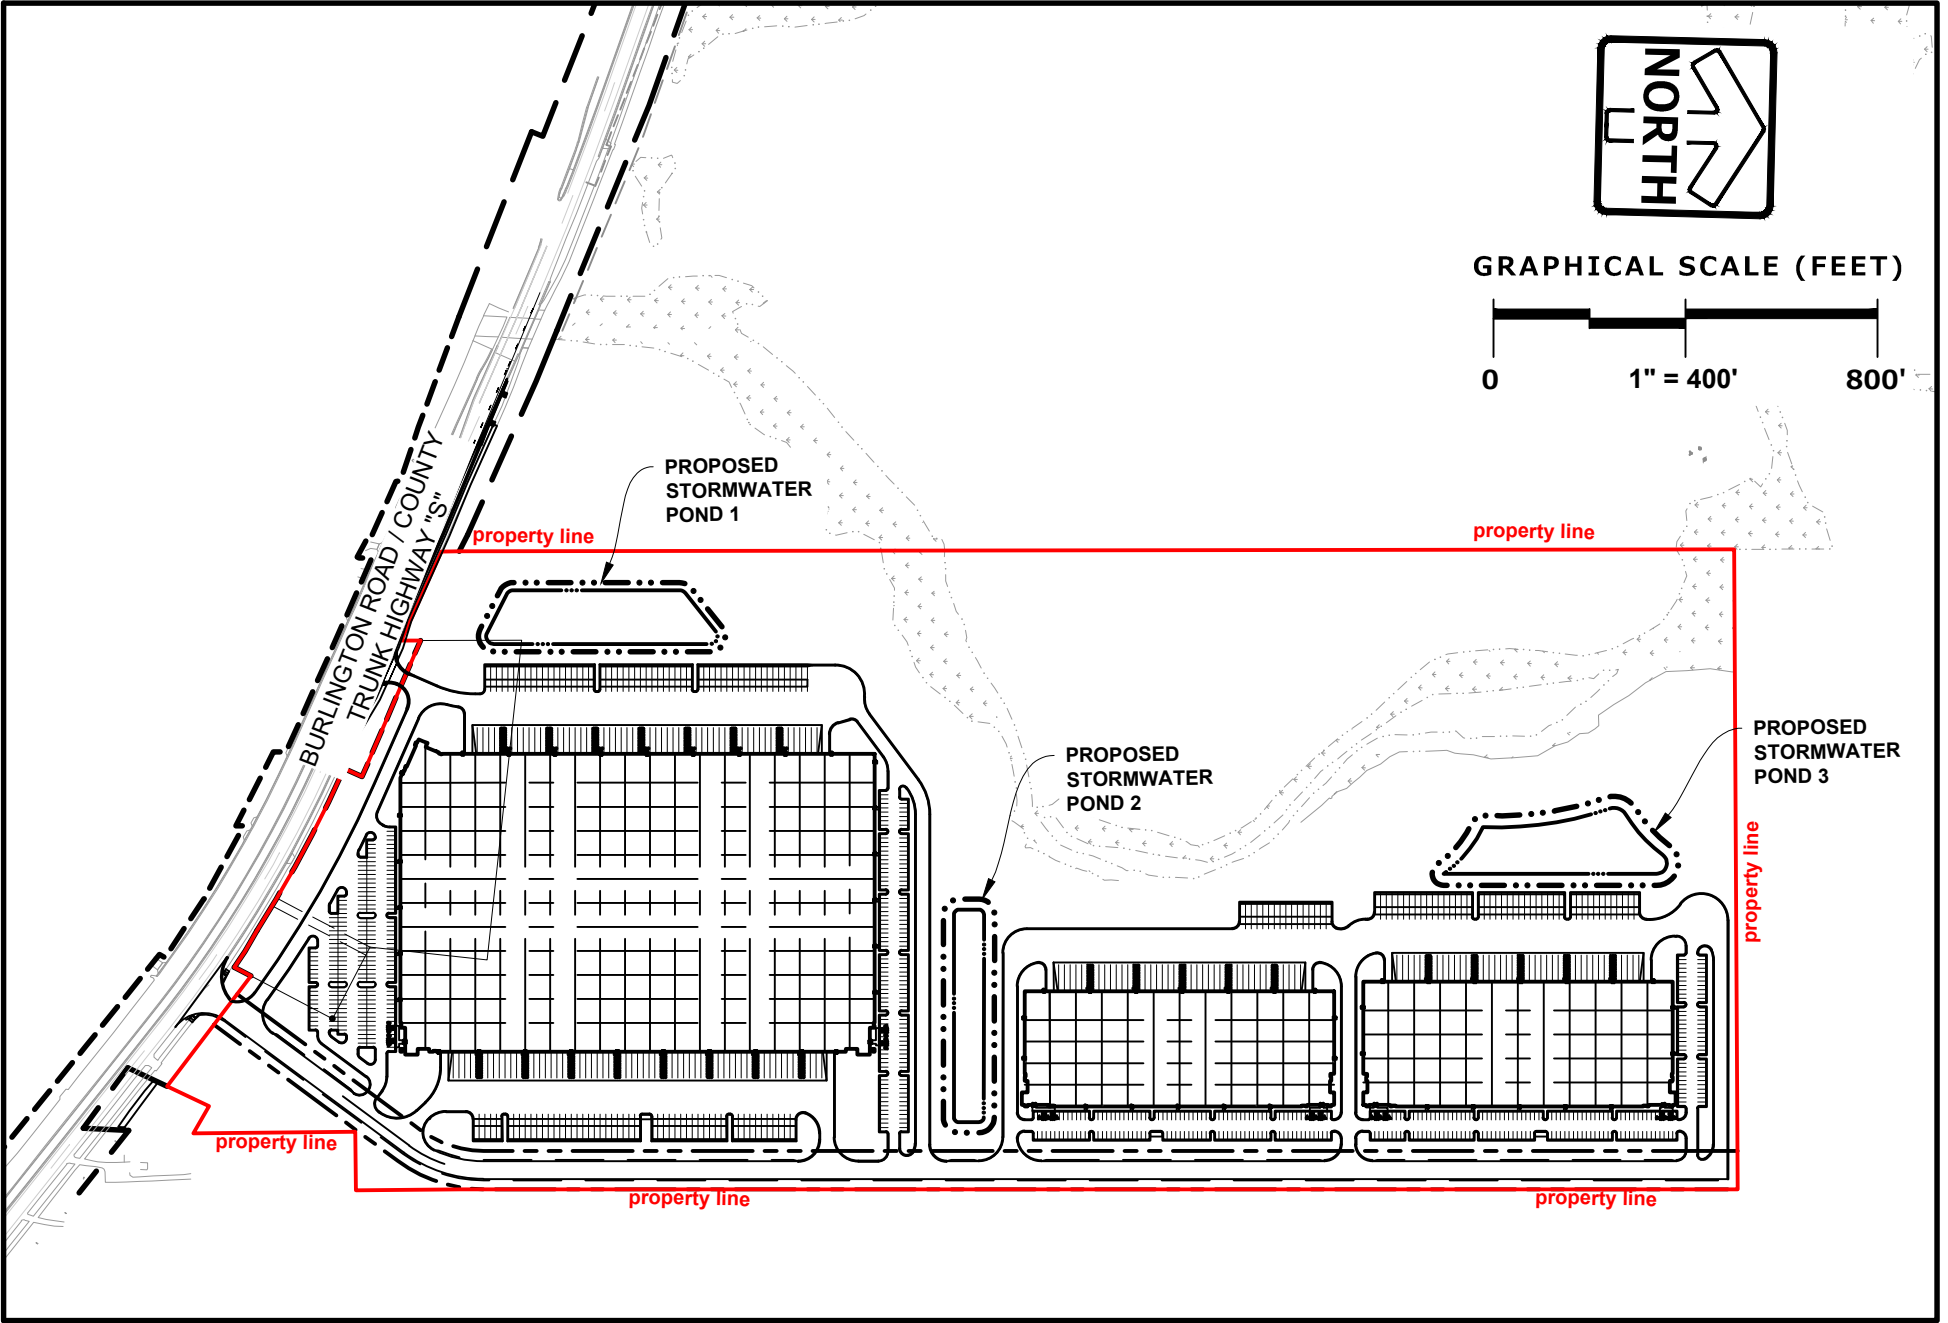 NORTH
GRAPHICAL SCALE (FEET)
0 1" = 400' 800'
BURLINGTON ROAD / COUNTY
TRUNK HIGHWAY "S"
PROPOSED
STORMWATER
POND 1
property line
property line
PROPOSED
STORMWATER
POND 2
PROPOSED
STORMWATER
POND 3
property line
property line
property line
property line